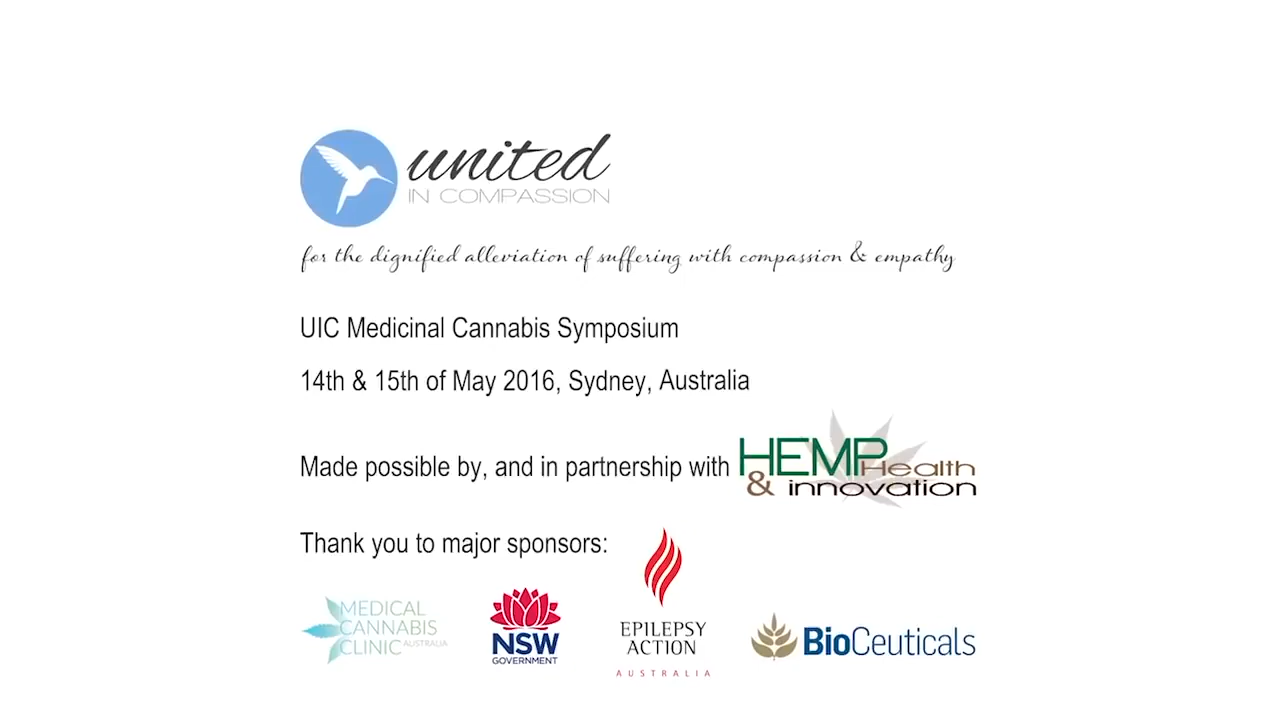 united
IN COMPASSION
for the dignified alleviation of suffering with compassion & empathy
UIC Medicinal Cannabis Symposium
14th & 15th of May 2016, Sydney, Australia
Made possible by, and in partnership with
HEMP Health
& innovation
Thank you to major sponsors:
MEDICAL
CANNABIS
CLINIC AUSTRALIA
NSW
GOVERNMENT
EPILEPSY
ACTION
AUSTRALIA
BioCeuticals